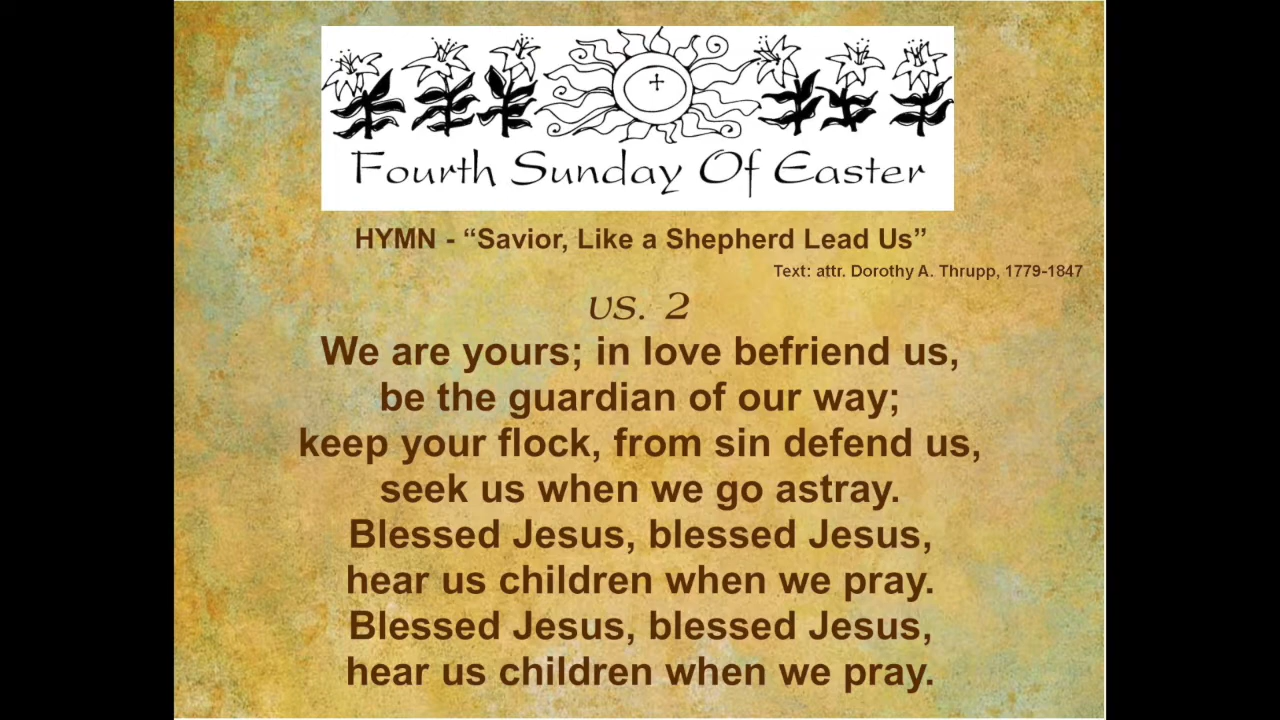 Fourth Sunday Of Easter
HYMN - “Savior, Like a Shepherd Lead Us”
Text: attr. Dorothy A. Thrupp, 1779-1847
vs. 2
We are yours; in love befriend us,
be the guardian of our way;
keep your flock, from sin defend us,
seek us when we go astray.
Blessed Jesus, blessed Jesus,
hear us children when we pray.
Blessed Jesus, blessed Jesus,
hear us children when we pray.